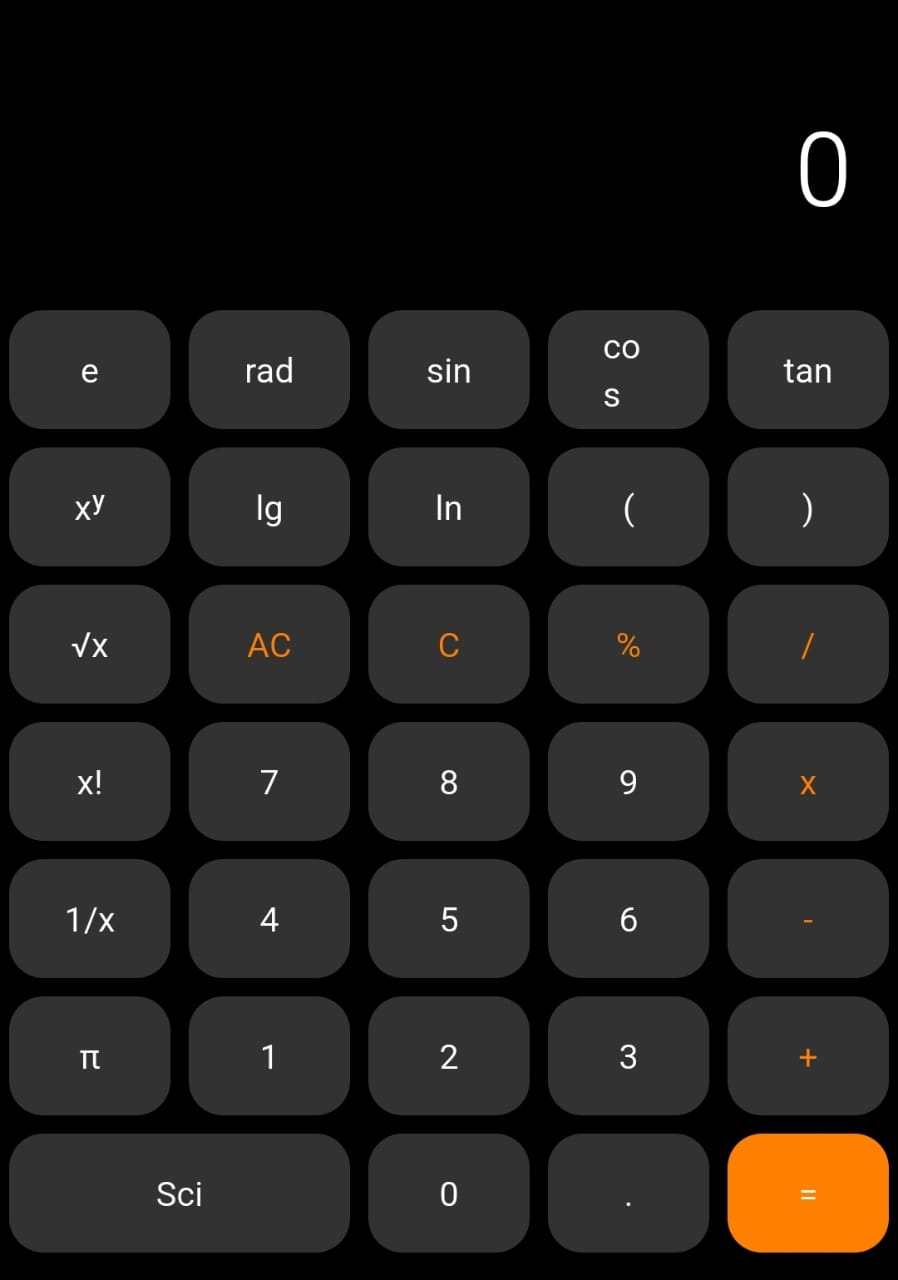 0
e rad sin co
s tan
xʸ lg ln ( )
√x AC C % /
x! 7 8 9 x
1/x 4 5 6 -
π 1 2 3 +
Sci 0 . =